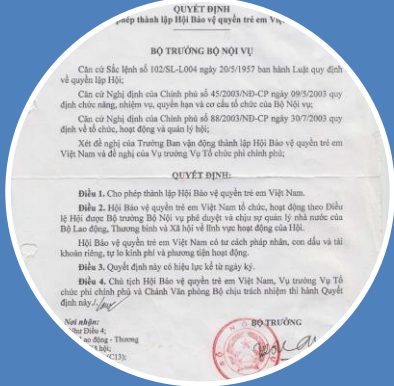 QUYẾT ĐỊNH
phép thành lập Hội Bảo vệ quyền trẻ em Việt
BỘ TRƯỞNG BỘ NỘI VỤ
Căn cứ Sắc lệnh số 102/SL-L004 ngày 20/5/1957 ban hành Luật quy định
về quyền lập Hội;
Căn cứ Nghị định của Chính phủ số 45/2003/NĐ-CP ngày 09/5/2003 quy
định chức năng, nhiệm vụ, quyền hạn và cơ cấu tổ chức của Bộ Nội vụ;
Căn cứ Nghị định của Chính phủ số 88/2003/NĐ-CP ngày 30/7/2003 quy
định về tổ chức, hoạt động và quản lý hội;
Xét đề nghị của Trưởng Ban vận động thành lập Hội Bảo vệ quyền trẻ em
Việt Nam và đề nghị của Vụ trưởng Vụ Tổ chức phi chính phủ;
QUYẾT ĐỊNH:
Điều 1. Cho phép thành lập Hội Bảo vệ quyền trẻ em Việt Nam.
Điều 2. Hội Bảo vệ quyền trẻ em Việt Nam tổ chức, hoạt động theo Điều
lệ Hội được Bộ trưởng Bộ Nội vụ phê duyệt và chịu sự quản lý nhà nước của
Bộ Lao động, Thương binh và Xã hội về lĩnh vực hoạt động của Hội.
Hội Bảo vệ quyền trẻ em Việt Nam có tư cách pháp nhân, con dấu và tài
khoản riêng, tự lo kinh phí và phương tiện hoạt động.
Điều 3. Quyết định này có hiệu lực kể từ ngày ký.
Điều 4. Chủ tịch Hội Bảo vệ quyền trẻ em Việt Nam, Vụ trưởng Vụ Tổ
chức phi chính phủ và Chánh Văn phòng Bộ chịu trách nhiệm thi hành Quyết
định này./.
Nơi nhận: BỘ TRƯỞNG
Như Điều 4;
Lao động - Thương
Xã hội;
(C13);